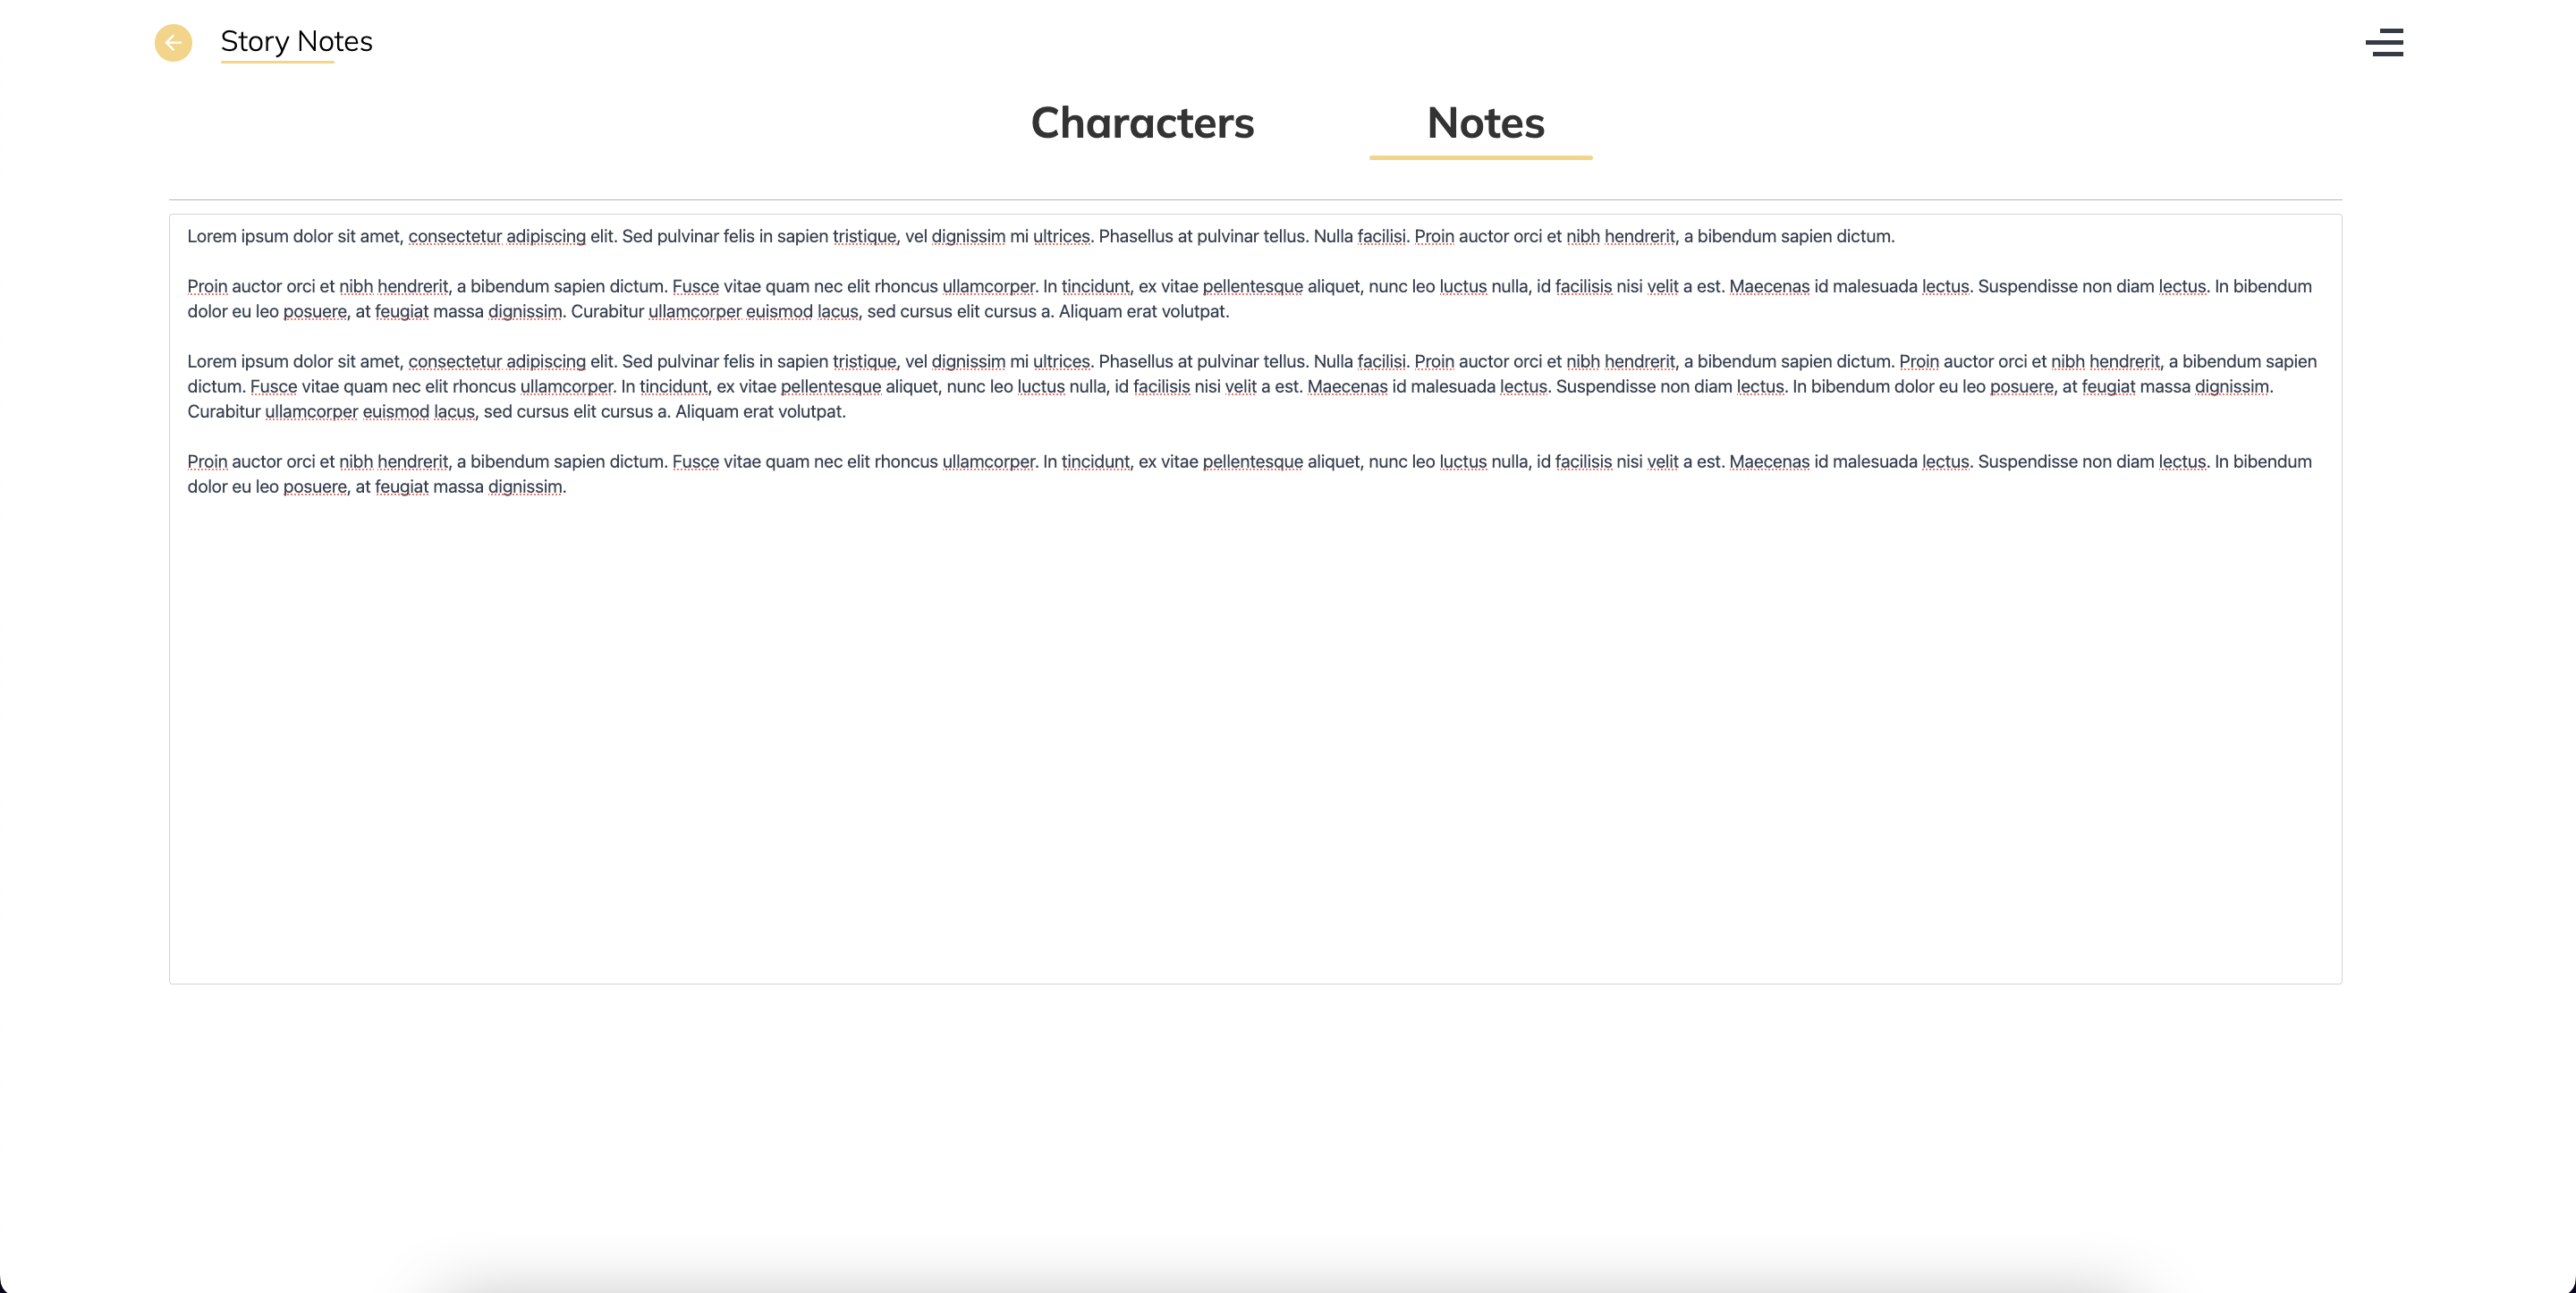 Story Notes
Characters
Notes
Lorem ipsum dolor sit amet, consectetur adipiscing elit. Sed pulvinar felis in sapien tristique, vel dignissim mi ultrices. Phasellus at pulvinar tellus. Nulla facilisi. Proin auctor orci et nibh hendrerit, a bibendum sapien dictum.
Proin auctor orci et nibh hendrerit, a bibendum sapien dictum. Fusce vitae quam nec elit rhoncus ullamcorper. In tincidunt, ex vitae pellentesque aliquet, nunc leo luctus nulla, id facilisis nisi velit a est. Maecenas id malesuada lectus. Suspendisse non diam lectus. In bibendum
dolor eu leo posuere, at feugiat massa dignissim. Curabitur ullamcorper euismod lacus, sed cursus elit cursus a. Aliquam erat volutpat.
Lorem ipsum dolor sit amet, consectetur adipiscing elit. Sed pulvinar felis in sapien tristique, vel dignissim mi ultrices. Phasellus at pulvinar tellus. Nulla facilisi. Proin auctor orci et nibh hendrerit, a bibendum sapien dictum. Proin auctor orci et nibh hendrerit, a bibendum sapien
dictum. Fusce vitae quam nec elit rhoncus ullamcorper. In tincidunt, ex vitae pellentesque aliquet, nunc leo luctus nulla, id facilisis nisi velit a est. Maecenas id malesuada lectus. Suspendisse non diam lectus. In bibendum dolor eu leo posuere, at feugiat massa dignissim.
Curabitur ullamcorper euismod lacus, sed cursus elit cursus a. Aliquam erat volutpat.
Proin auctor orci et nibh hendrerit, a bibendum sapien dictum. Fusce vitae quam nec elit rhoncus ullamcorper. In tincidunt, ex vitae pellentesque aliquet, nunc leo luctus nulla, id facilisis nisi velit a est. Maecenas id malesuada lectus. Suspendisse non diam lectus. In bibendum
dolor eu leo posuere, at feugiat massa dignissim.